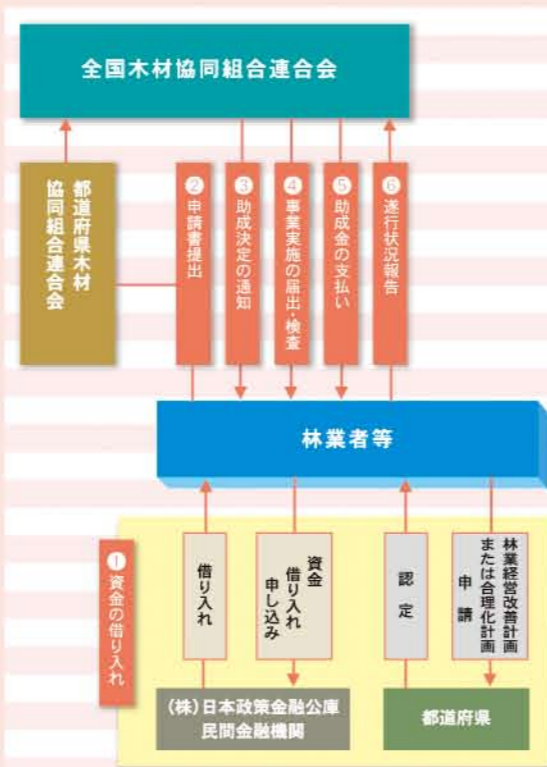 全国木材協同組合連合会
都道府県木材
協同組合連合会
❷申請書提出
❸助成決定の通知
❹事業実施の届出・検査
❺助成金の支払い
❻遂行状況報告
林業者等
❶資金の借り入れ
借り入れ
資金
借り入れ
申し込み
認定
林業経営改善計画
または合理化計画
申請
(株)日本政策金融公庫
民間金融機関
都道府県